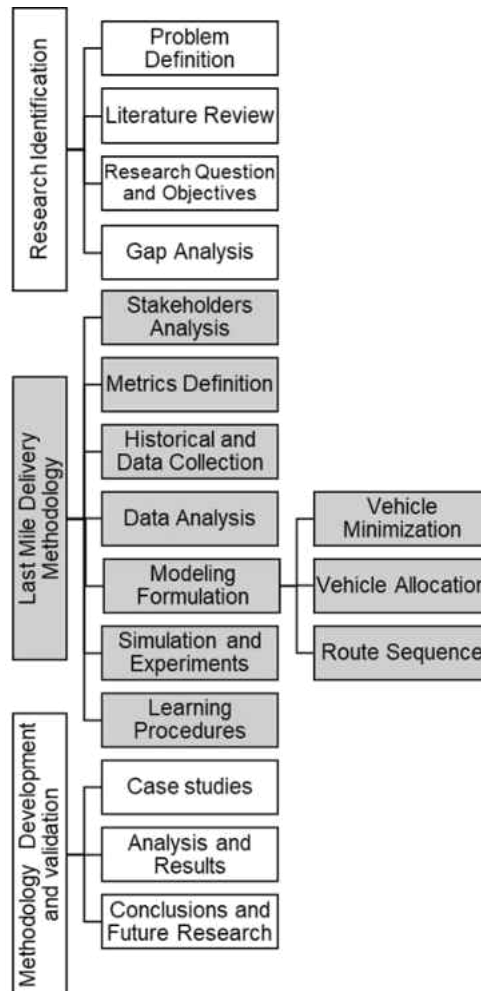 Research Identification
Problem
Definition
Literature Review
Research Question
and Objectives
Gap Analysis
Last Mile Delivery
Methodology
Stakeholders
Analysis
Metrics Definition
Historical and
Data Collection
Data Analysis
Modeling
Formulation
Vehicle
Minimization
Vehicle Allocation
Route Sequence
Simulation and
Experiments
Learning
Procedures
Methodology Development
and validation
Case studies
Analysis and
Results
Conclusions and
Future Research